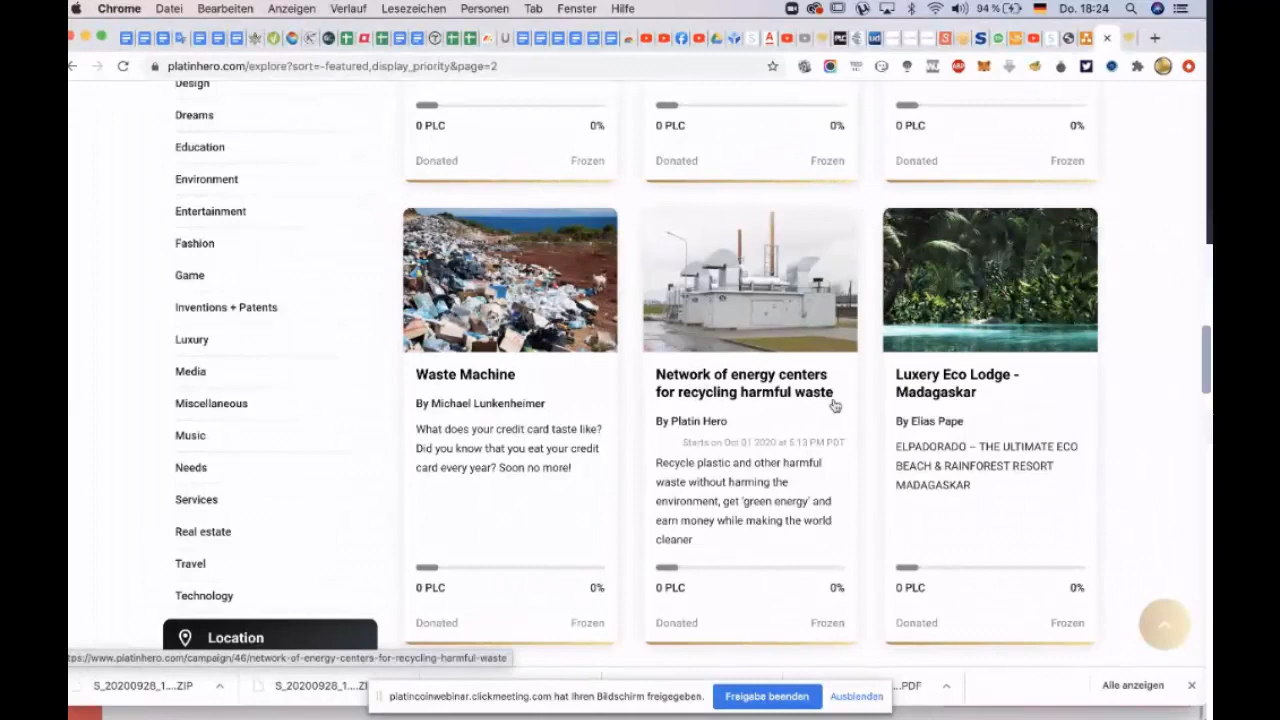 Chrome Datei Bearbeiten Anzeigen Verlauf Lesezeichen Personen Tab Fenster Hilfe 94 % Do. 18:24
platinhero.com/explore?sort=-featured,display_priority&page=2
Design
Dreams
Education
Environment
Entertainment
Fashion
Game
Inventions + Patents
Luxury
Media
Miscellaneous
Music
Needs
Services
Real estate
Travel
Technology
Location
0 PLC 0%
Donated Frozen
0 PLC 0%
Donated Frozen
0 PLC 0%
Donated Frozen
Waste Machine
By Michael Lunkenheimer
What does your credit card taste like?
Did you know that you eat your credit
card every year? Soon no more!
0 PLC 0%
Donated Frozen
Network of energy centers
for recycling harmful waste
By Platin Hero
Starts on Oct 01 2020 at 5:13 PM PDT
Recycle plastic and other harmful
waste without harming the
environment, get 'green energy' and
earn money while making the world
cleaner
0 PLC 0%
Donated Frozen
Luxery Eco Lodge -
Madagaskar
By Elias Pape
ELPADORADO – THE ULTIMATE ECO
BEACH & RAINFOREST RESORT
MADAGASKAR
0 PLC 0%
Donated Frozen
tps://www.platinhero.com/campaign/46/network-of-energy-centers-for-recycling-harmful-waste
S_20200928_1....ZIP S_20200928_1....ZI ...PDF Alle anzeigen
platincoinwebinar.clickmeeting.com hat Ihren Bildschirm freigegeben. Freigabe beenden Ausblenden